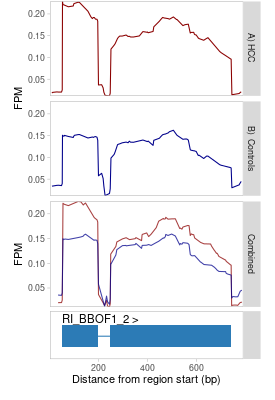 0.20
0.15
0.10
0.05
FPM
A) HCC
0.20
0.15
0.10
0.05
B): Controls
0.20
0.15
0.10
0.05
FPM
Combined
RI_BBOF1_2 >
200
400
600
Distance from region start (bp)